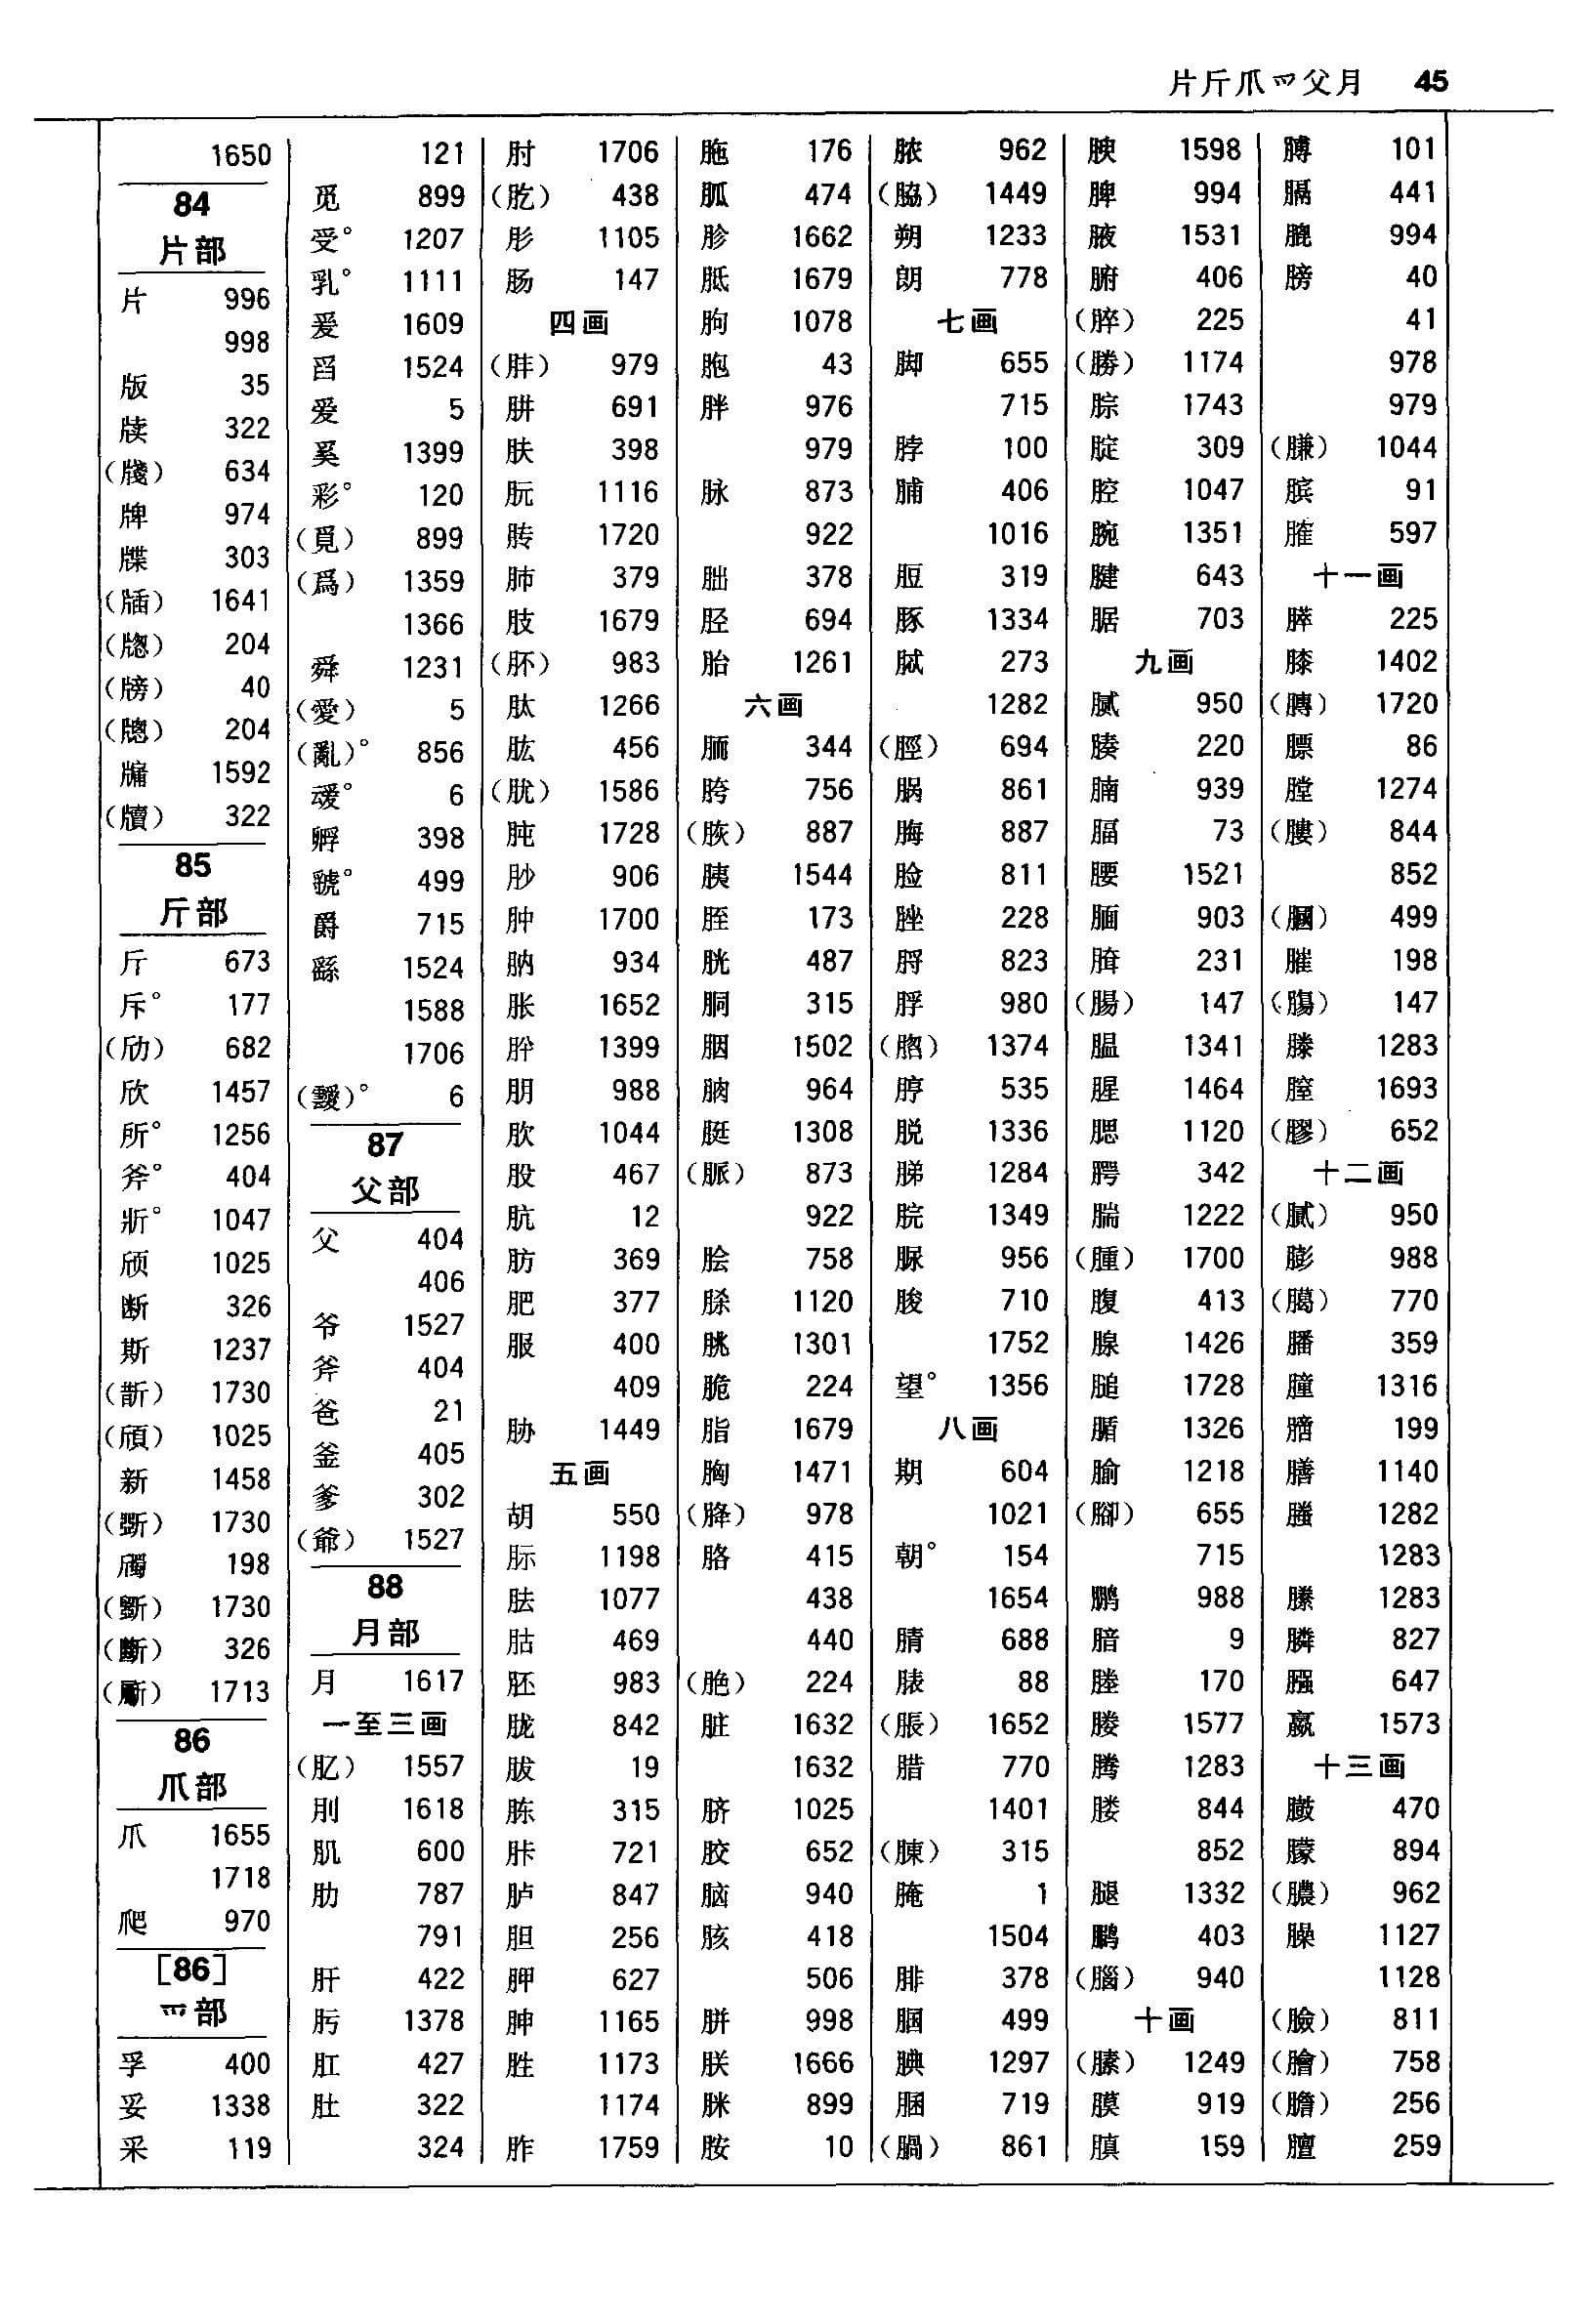 片斤爪爫父月 45
1650
84
片部
片 996
998
版 35
牍 322
(牋) 634
牌 974
牒 303
(牐) 1641
(牎) 204
(牓) 40
(牕) 204
牖 1592
(牘) 322
85
斤部
斤 673
斥° 177
(劤) 682
欣 1457
所° 1256
斧° 404
斨° 1047
颀 1025
断 326
斯 1237
(斮) 1730
(頎) 1025
新 1458
1730
斶 198
(斵) 1730
(斷) 326
1713
86
爪部
爪 1655
1718
爬 970
[86]
爫部
孚 400
妥 1338
采 119
121
觅 899
受° 1207
乳° 1111
爰 1609
舀 1524
爱 5
奚 1399
彩° 120
(覓) 899
(爲) 1359
1366
舜 1231
(愛) 5
(亂)° 856
叆° 6
孵 398
虢° 499
爵 715
繇 1524
1588
1706
(靉)° 6
87
父部
父 404
406
爷 1527
斧 404
爸 21
釜 405
爹 302
(爺) 1527
88
月部
月 1617
一至三画
(肊) 1557
刖 1618
肌 600
肋 787
791
肝 422
肟 1378
肛 427
肚 322
324
肘 1706
(肐) 438
肜 1105
肠 147
四画
(肨) 979
肼 691
肤 398
朊 1116
䏝 1720
肺 379
肢 1679
(肧) 983
肽 1266
肱 456
(肬) 1586
肫 1728
䏚 906
肿 1700
肭 934
胀 1652
肸 1399
朋 988
肷 1044
股 467
肮 12
肪 369
肥 377
服 400
409
胁 1449
五画
胡 550
胨 1198
胠 1077
胋 469
胚 983
胧 842
胈 19
胨 315
胩 721
胪 847
胆 256
胛 627
胂 1165
胜 1173
1174
胙 1759
胣 176
胍 474
胗 1662
胝 1679
朐 1078
胞 43
胖 976
979
脉 873
922
胐 378
胫 694
胎 1261
六画
胹 344
胯 756
(胲) 887
胰 1544
胵 173
胱 487
胴 315
胭 1502
朒 964
脡 1308
(脈) 873
922
脍 758
脎 1120
朓 1301
脆 224
脂 1679
胸 1471
(胮) 978
胳 415
438
440
(脃) 224
脏 1632
1632
脐 1025
胶 652
脑 940
胲 418
506
胼 998
朕 1666
脒 899
胺 10
脓 962
(脇) 1449
朔 1233
朗 778
七画
脚 655
715
脖 100
脯 406
1016
脰 319
豚 1334
脦 273
1282
(脛) 694
脶 861
脢 887
脸 811
脞 228
脟 823
脬 980
(脗) 1374
脝 535
脱 1336
脼 1284
脘 1349
脲 956
朘 710
1752
望° 1356
八画
期 604
1021
朝° 154
1654
腈 688
脿 88
(脹) 1652
腊 770
1401
(腖) 315
腌 1
1504
腓 378
腘 499
腆 1297
腒 719
(腡) 861
腴 1598
脾 994
腋 1531
腑 406
(脺) 225
(勝) 1174
腙 1743
腚 309
腔 1047
腕 1351
腱 643
腒 703
九画
腻 950
腠 220
腩 939
腷 73
腰 1521
腼 903
脺 231
(腸) 147
腽 1341
腥 1464
腮 1120
腭 342
腨 1222
(腫) 1700
腹 413
腺 1426
腿 1728
腯 1326
腧 1218
(腳) 655
715
鹏 988
腤 9
塍 170
媵 1577
腾 1283
䐁 844
852
腿 1332
鹏 403
(腦) 940
十画
(膆) 1249
膜 919
䐜 159
膊 101
膈 441
膍 994
膀 40
41
978
979
(膁) 1044
膑 91
䐃 597
十一画
膵 225
膝 1402
(膞) 1720
膘 86
膛 1274
(膢) 844
852
(膕) 499
膗 198
(膓) 147
滕 1283
膣 1693
(膠) 652
十二画
(膩) 950
膨 988
(臈) 770
膰 359
膧 1316
䐶 199
膳 1140
螣 1282
1283
縢 1283
膦 827
膙 647
嬴 1573
十三画
臌 470
朦 894
(膿) 962
臊 1127
1128
(臉) 811
(膾) 758
(膽) 256
膻 259